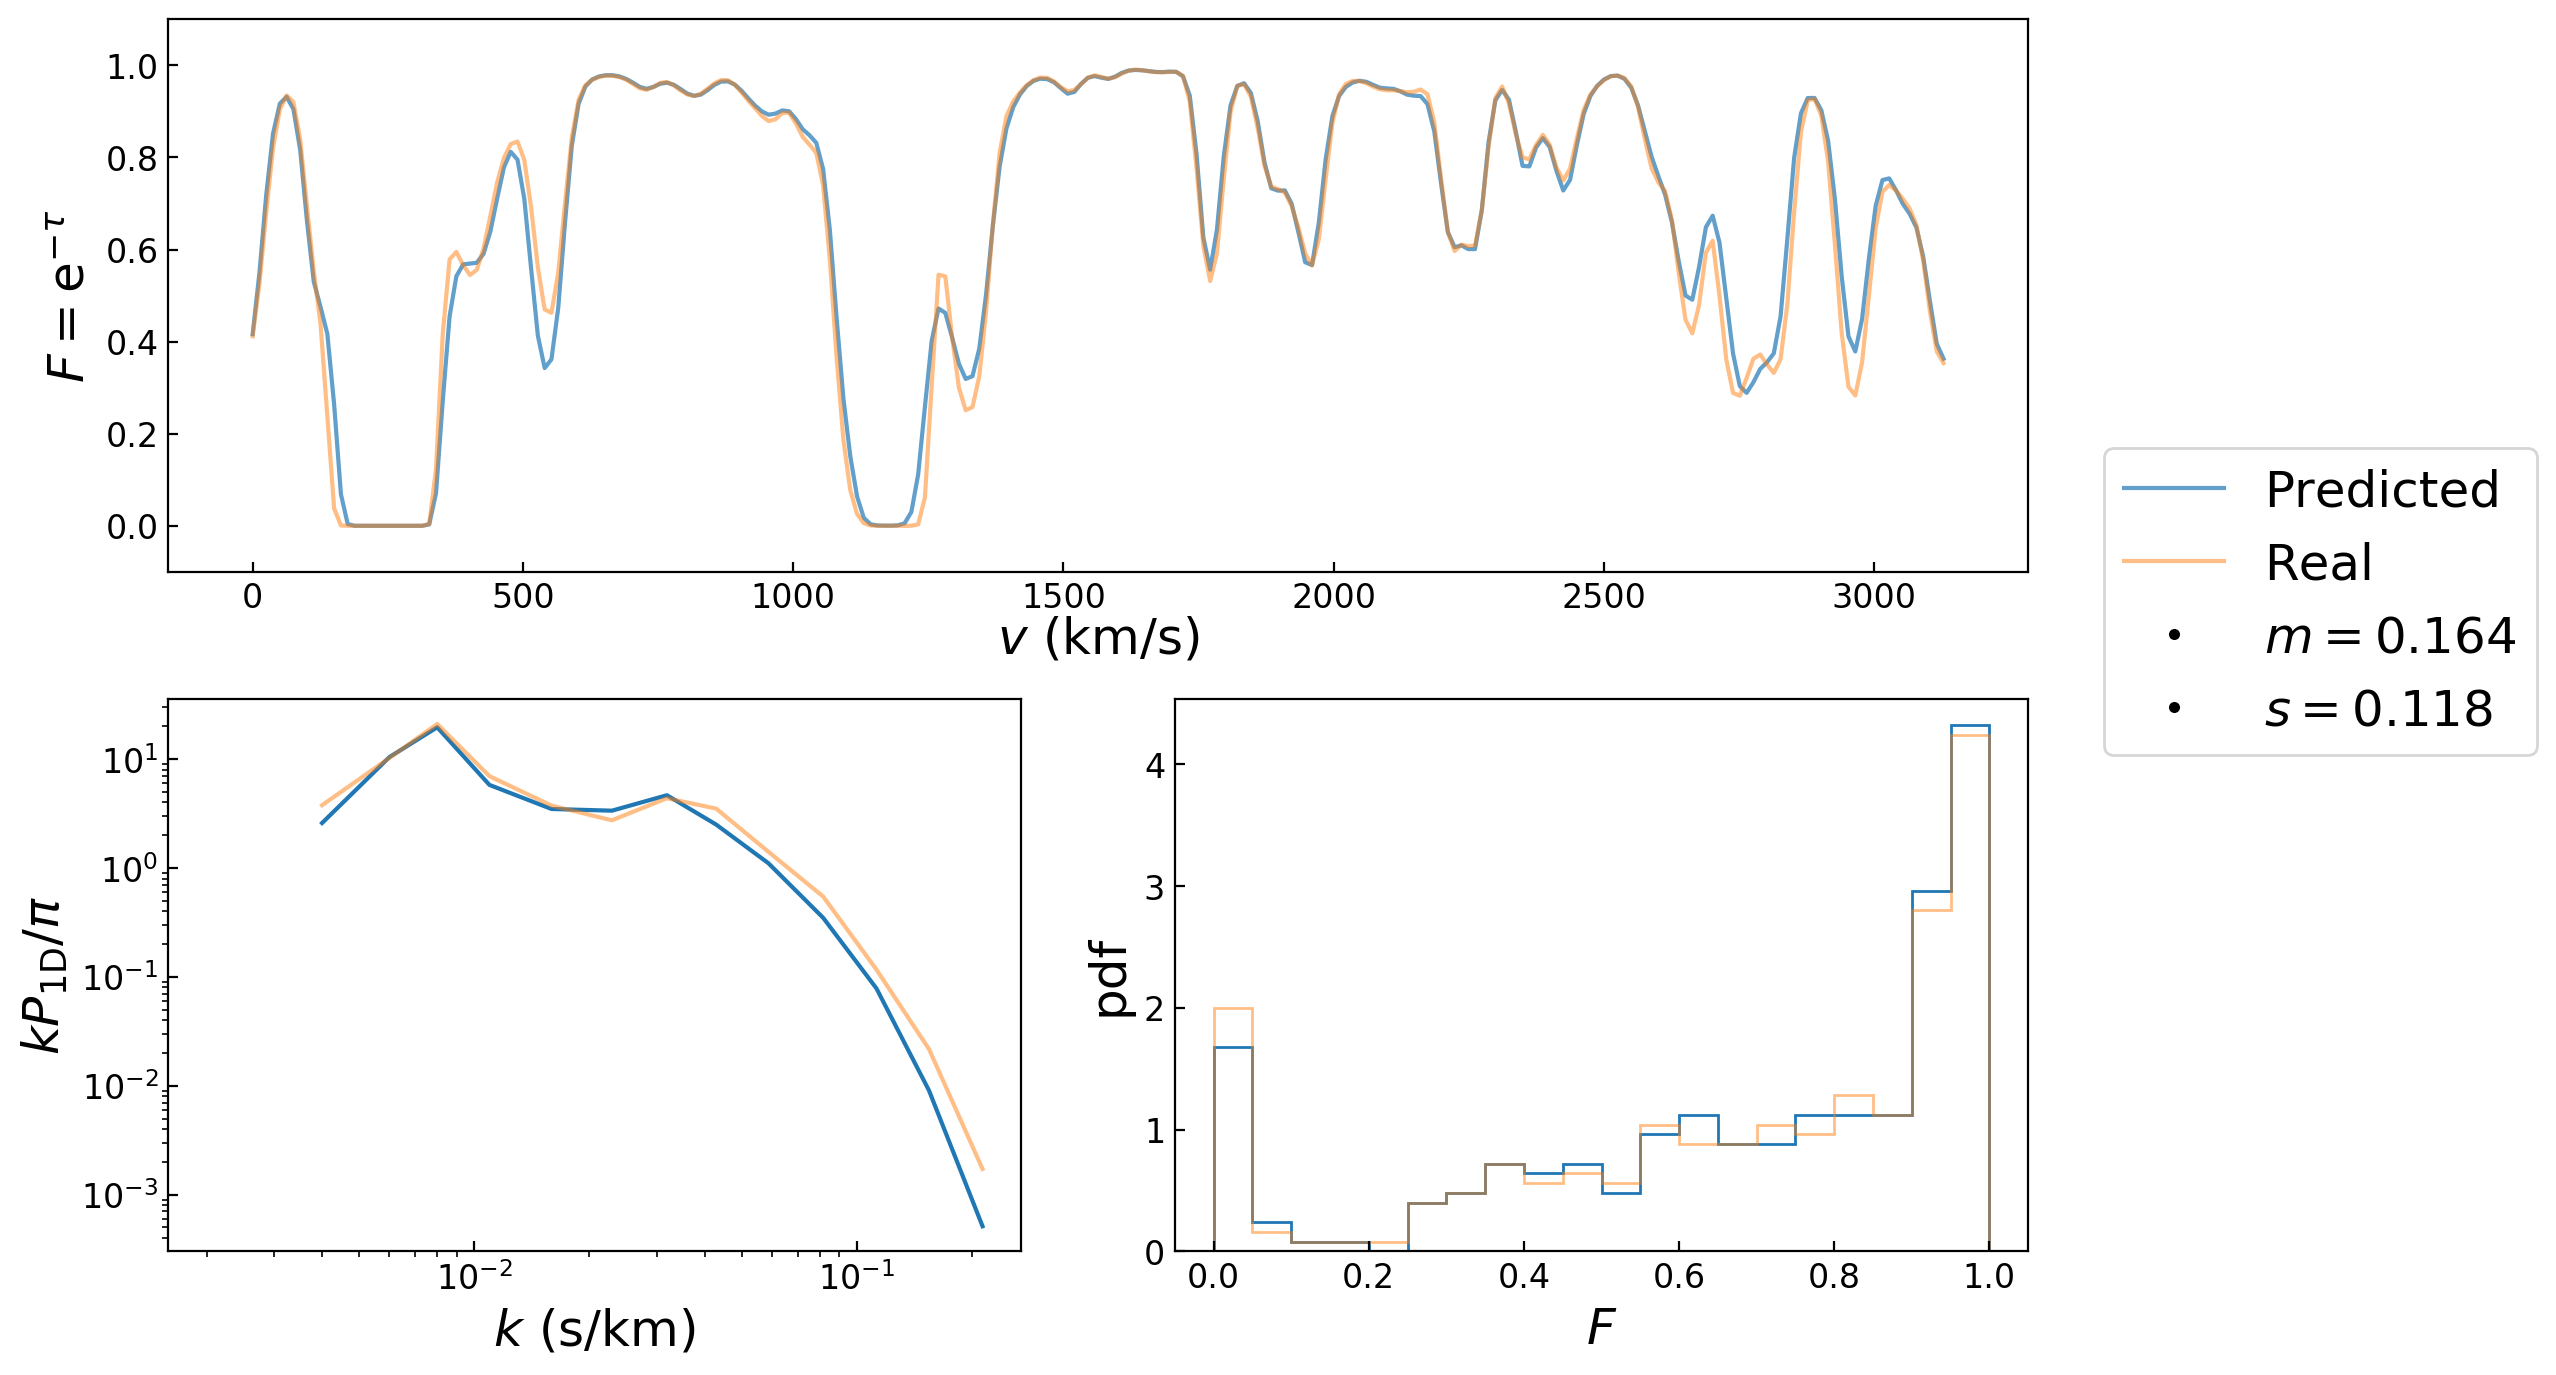 F = e^{−τ}
1.0
0.8
0.6
0.4
0.2
0.0
0 500 1000 1500 2000 2500 3000
v (km/s)
Predicted
Real
m = 0.164
s = 0.118
kP_{1D}/π
10^1
10^0
10^{−1}
10^{−2}
10^{−3}
10^{−2} 10^{−1}
k (s/km)
pdf
4
3
2
1
0
0.0 0.2 0.4 0.6 0.8 1.0
F